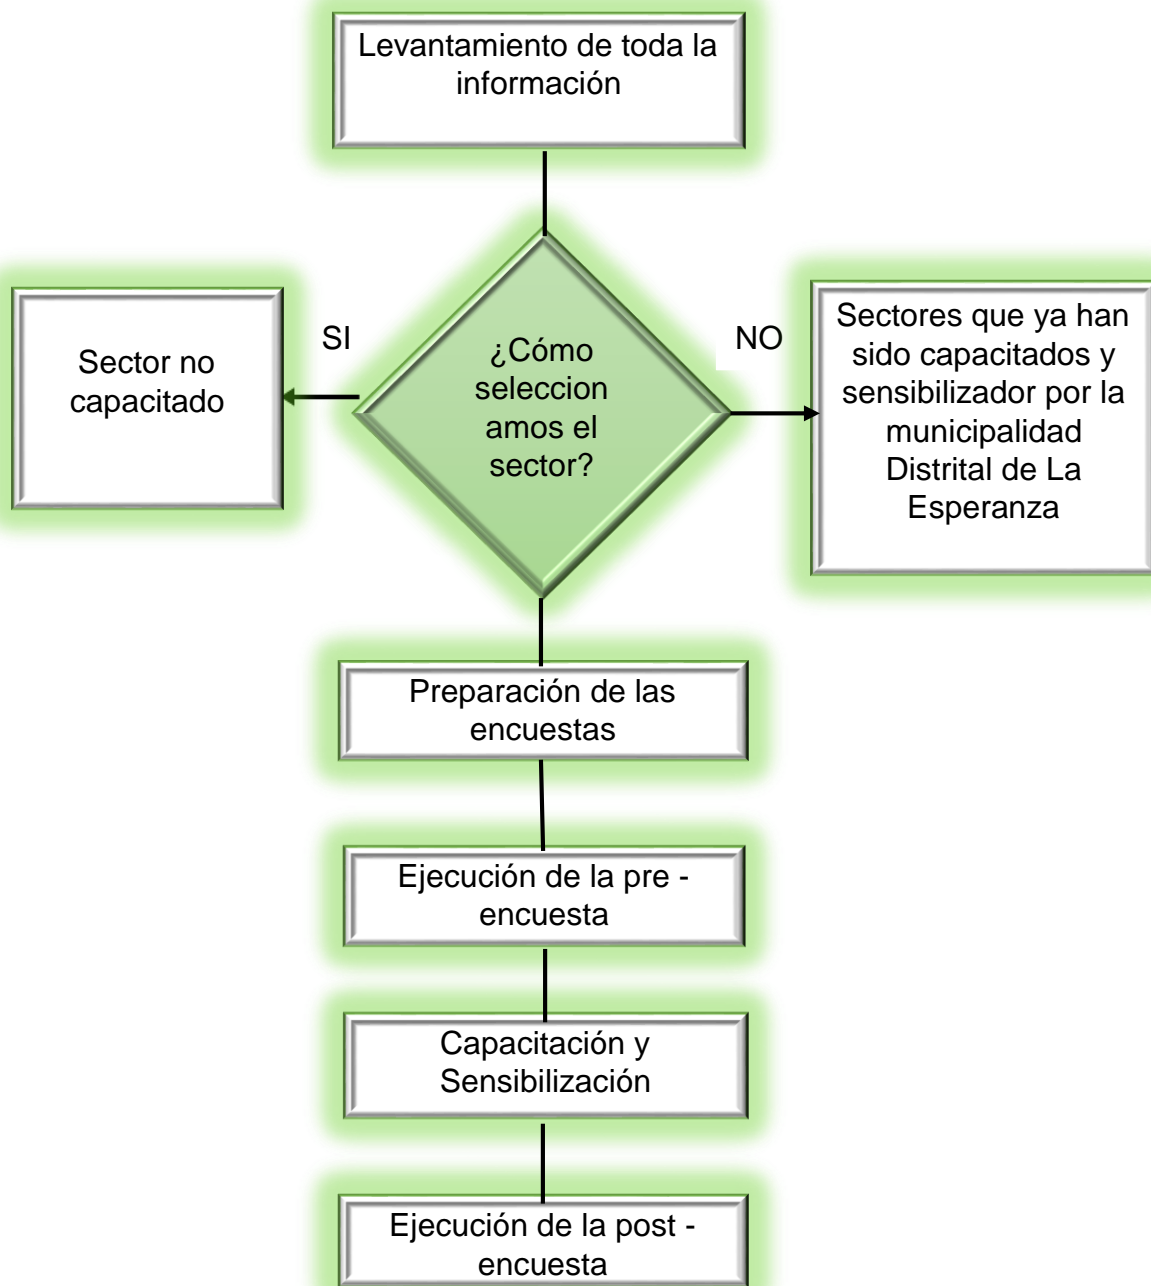 Levantamiento de toda la
información
SI
NO
Sector no
capacitado
¿Cómo
seleccion
amos el
sector?
Sectores que ya han
sido capacitados y
sensibilizador por la
municipalidad
Distrital de La
Esperanza
Preparación de las
encuestas
Ejecución de la pre -
encuesta
Capacitación y
Sensibilización
Ejecución de la post -
encuesta